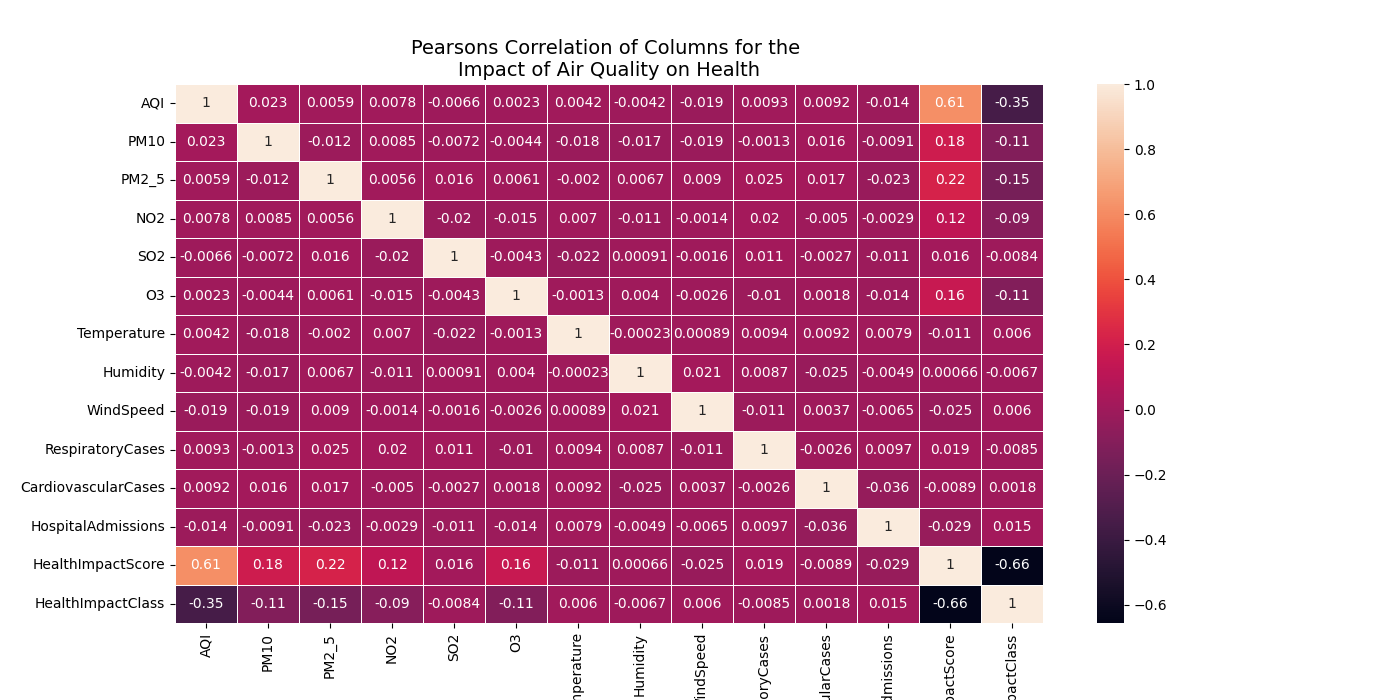 Pearsons Correlation of Columns for the
Impact of Air Quality on Health
AQI 1 0.023 0.0059 0.0078 -0.0066 0.0023 0.0042 -0.0042 -0.019 0.0093 0.0092 -0.014 0.61 -0.35
PM10 0.023 1 -0.012 0.0085 -0.0072 -0.0044 -0.018 -0.017 -0.019 -0.0013 0.016 -0.0091 0.18 -0.11
PM2_5 0.0059 -0.012 1 0.0056 0.016 0.0061 -0.002 0.0067 0.009 0.025 0.017 -0.023 0.22 -0.15
NO2 0.0078 0.0085 0.0056 1 -0.02 -0.015 0.007 -0.011 -0.0014 0.02 -0.005 -0.0029 0.12 -0.09
SO2 -0.0066 -0.0072 0.016 -0.02 1 -0.0043 -0.022 0.00091 -0.0016 0.011 -0.0027 -0.011 0.016 -0.0084
O3 0.0023 -0.0044 0.0061 -0.015 -0.0043 1 -0.0013 0.004 -0.0026 -0.01 0.0018 -0.014 0.16 -0.11
Temperature 0.0042 -0.018 -0.002 0.007 -0.022 -0.0013 1 -0.00023 0.00089 0.0094 0.0092 0.0079 -0.011 0.006
Humidity -0.0042 -0.017 0.0067 -0.011 0.00091 0.004 -0.00023 1 0.021 0.0087 -0.025 -0.0049 0.00066 -0.0067
WindSpeed -0.019 -0.019 0.009 -0.0014 -0.0016 -0.0026 0.00089 0.021 1 -0.011 0.0037 -0.0065 -0.025 0.006
RespiratoryCases 0.0093 -0.0013 0.025 0.02 0.011 -0.01 0.0094 0.0087 -0.011 1 -0.0026 0.0097 0.019 -0.0085
CardiovascularCases 0.0092 0.016 0.017 -0.005 -0.0027 0.0018 0.0092 -0.025 0.0037 -0.0026 1 -0.036 -0.0089 0.0018
HospitalAdmissions -0.014 -0.0091 -0.023 -0.0029 -0.011 -0.014 0.0079 -0.0049 -0.0065 0.0097 -0.036 1 -0.029 0.015
HealthImpactScore 0.61 0.18 0.22 0.12 0.016 0.16 -0.011 0.00066 -0.025 0.019 -0.0089 -0.029 1 -0.66
HealthImpactClass -0.35 -0.11 -0.15 -0.09 -0.0084 -0.11 0.006 -0.0067 0.006 -0.0085 0.0018 0.015 -0.66 1
AQI
PM10
PM2_5
NO2
SO2
O3
mperature
Humidity
indSpeed
oryCases
ularCases
dmissions
pactScore
pactClass
1.0
0.8
0.6
0.4
0.2
0.0
−0.2
−0.4
−0.6